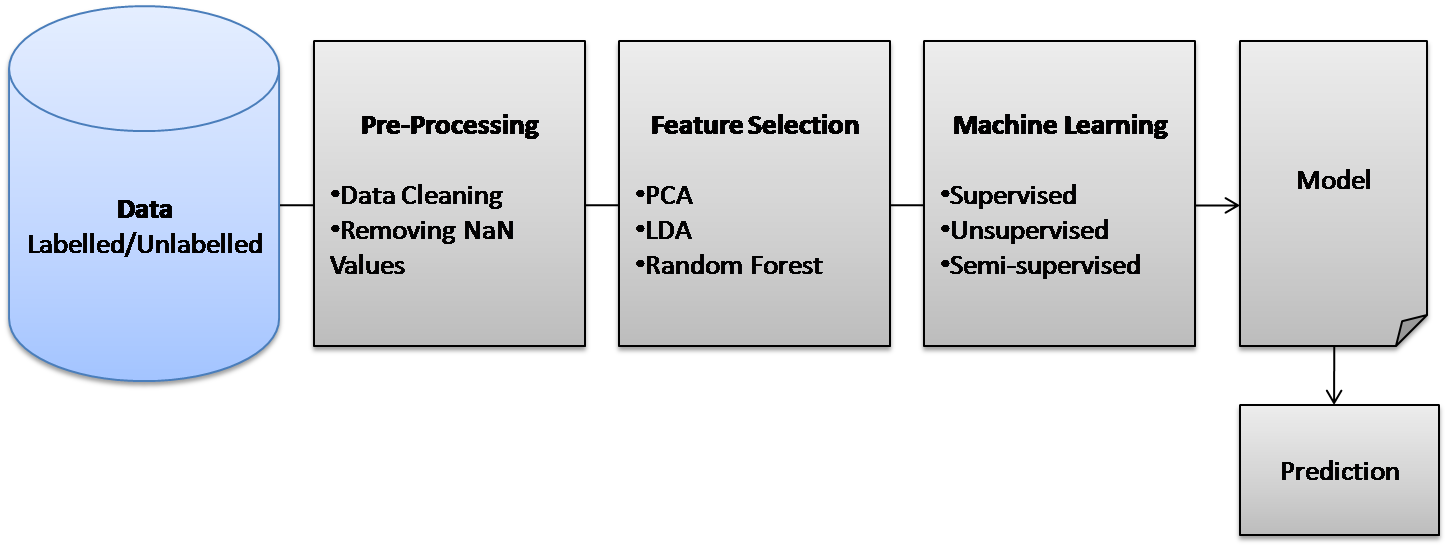 Data
Labelled/Unlabelled
Pre-Processing
•Data Cleaning
•Removing NaN
Values
Feature Selection
•PCA
•LDA
•Random Forest
Machine Learning
•Supervised
•Unsupervised
•Semi-supervised
Model
Prediction